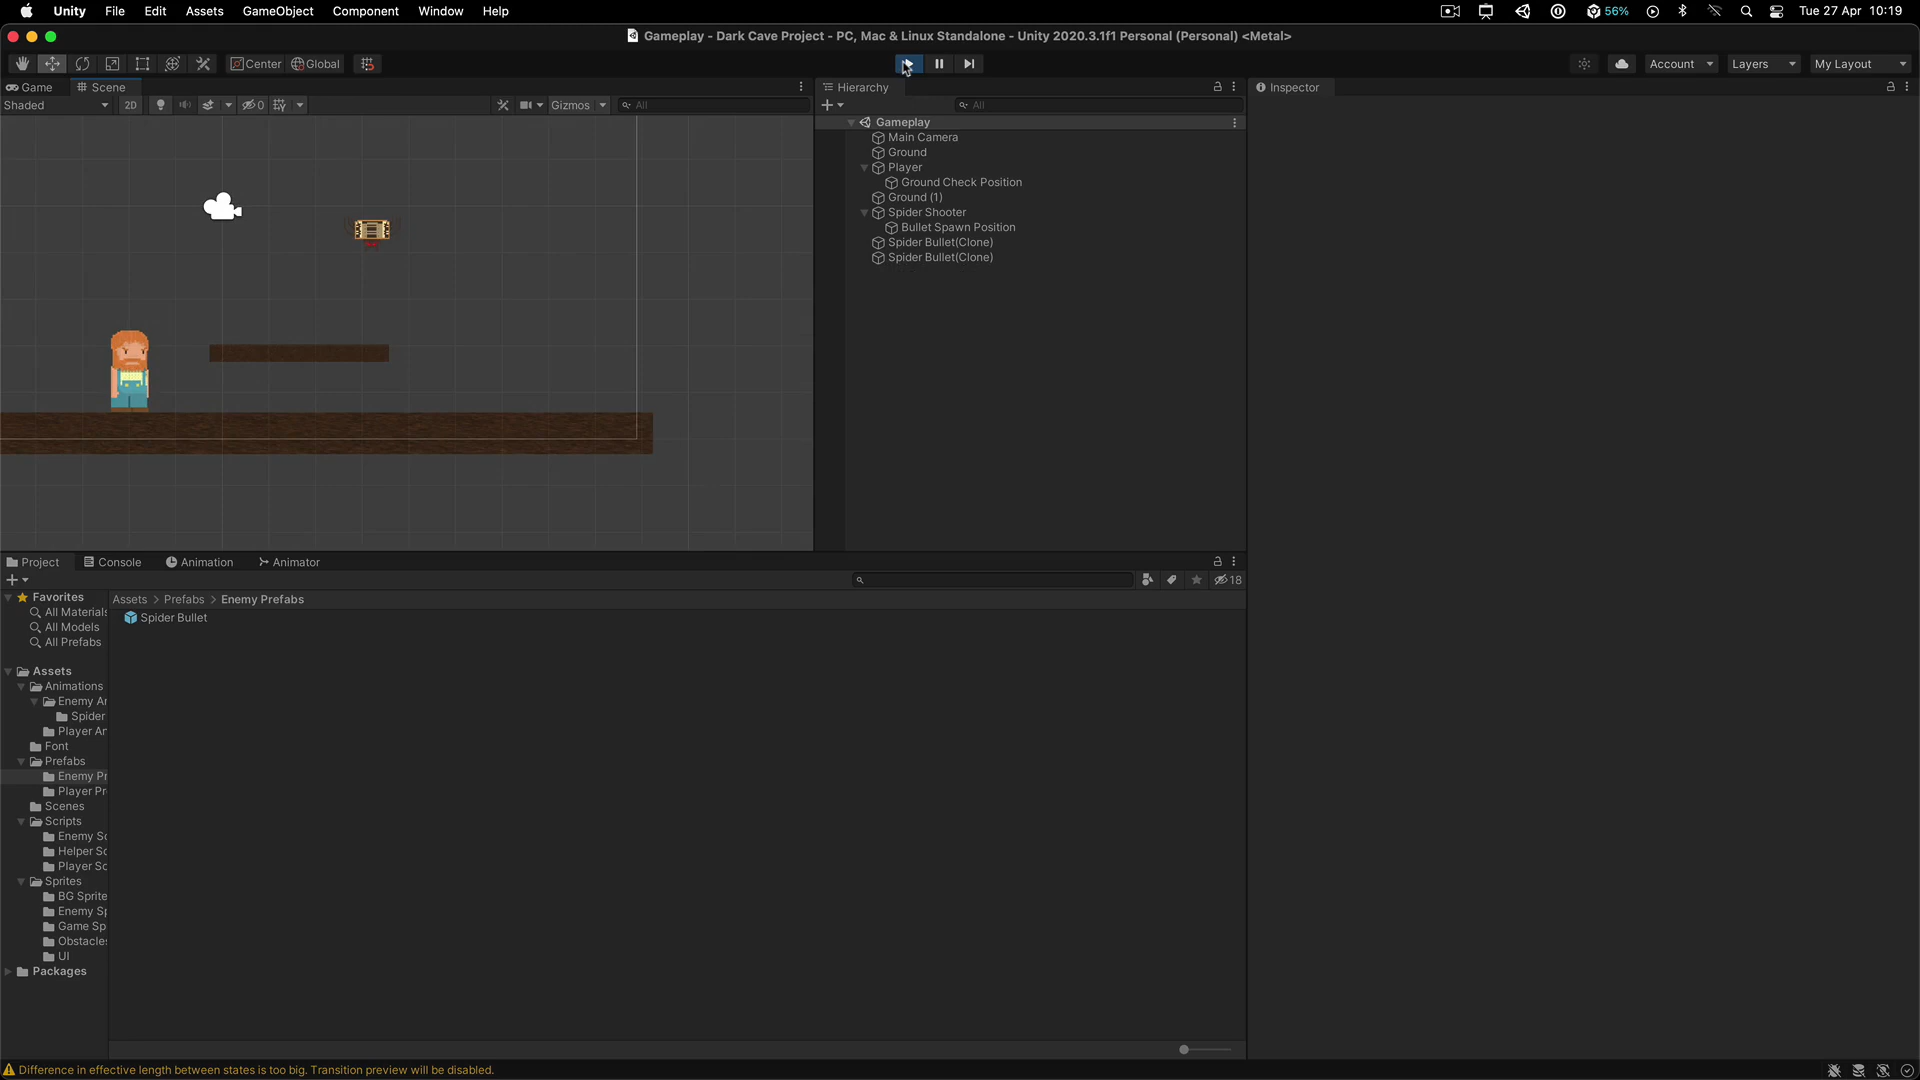 Unity File Edit Assets GameObject Component Window Help 56% Tue 27 Apr 10:19
Gameplay - Dark Cave Project - PC, Mac & Linux Standalone - Unity 2020.3.1f1 Personal (Personal) <Metal>
Center Global Account Layers My Layout
Game Scene Hierarchy Inspector
Shaded 2D 0 Gizmos All All
Gameplay
Main Camera
Ground
Player
Ground Check Position
Ground (1)
Spider Shooter
Bullet Spawn Position
Spider Bullet(Clone)
Spider Bullet(Clone)
Project Console Animation Animator
18
Favorites
All Materials
All Models
All Prefabs
Assets
Animations
Enemy Ar
Spider
Player An
Font
Prefabs
Enemy Pr
Player Pr
Scenes
Scripts
Enemy Sc
Helper Sc
Player Sc
Sprites
BG Sprite
Enemy Sp
Game Sp
Obstacles
UI
Packages
Assets > Prefabs > Enemy Prefabs
Spider Bullet
Difference in effective length between states is too big. Transition preview will be disabled.